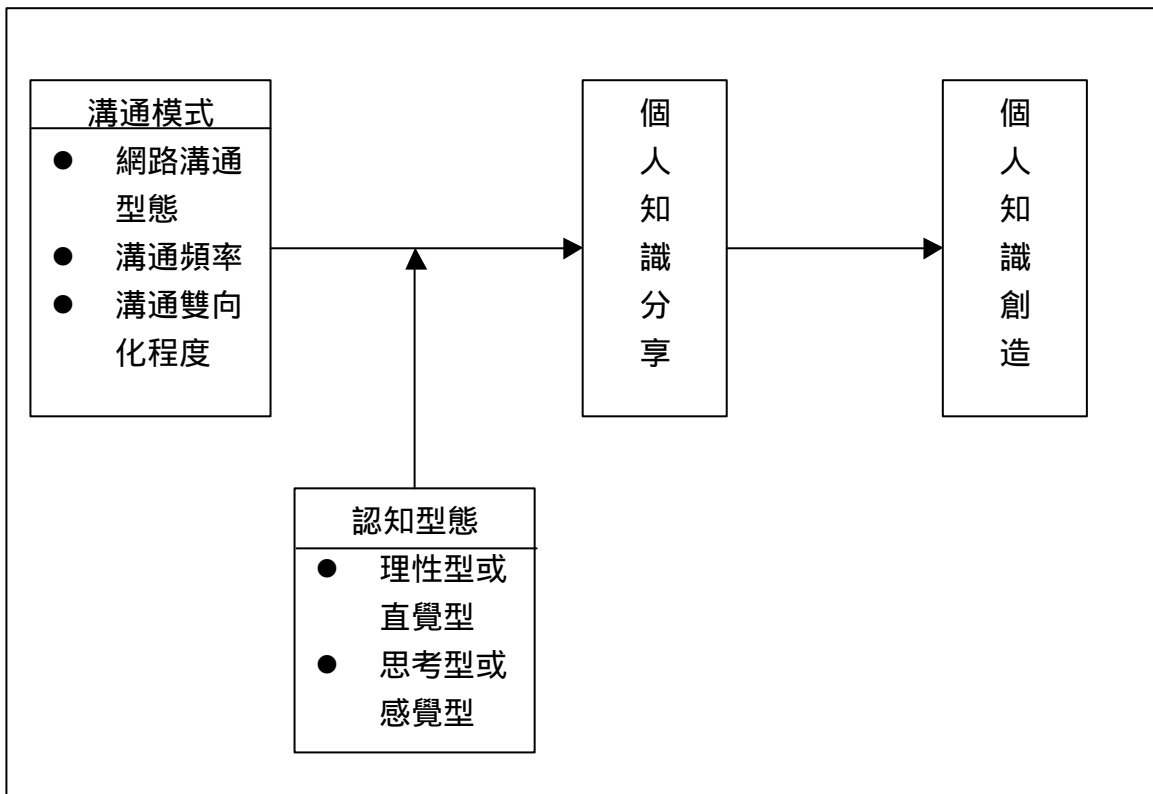 溝通模式
● 網路溝通
型態
● 溝通頻率
● 溝通雙向
化程度
個人知識分享
個人知識創造
認知型態
● 理性型或
直覺型
● 思考型或
感覺型